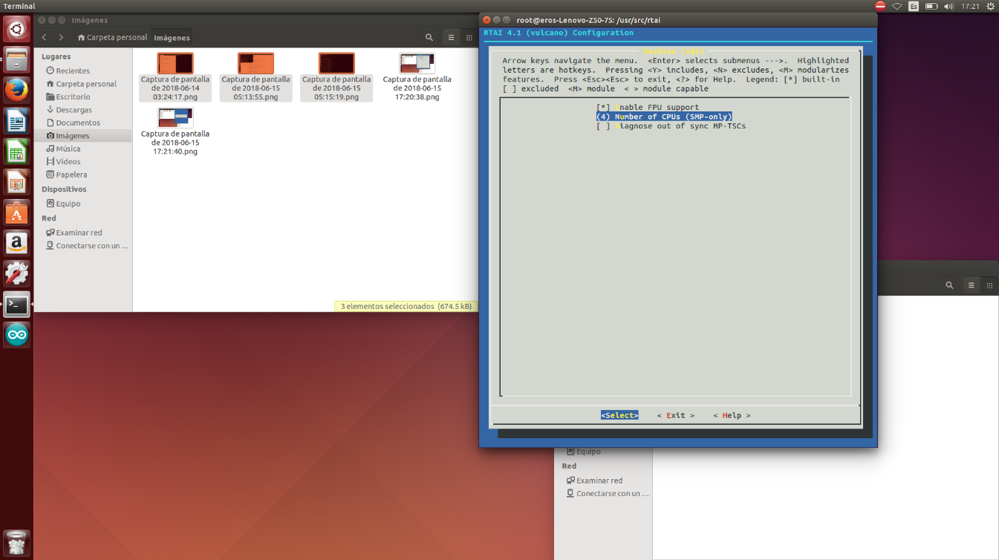 Terminal
Es
17:21
Imágenes
Carpeta personal
Imágenes
Lugares
Recientes
Carpeta personal
Escritorio
Descargas
Documentos
Imágenes
Música
Vídeos
Papelera
Dispositivos
Equipo
Red
Examinar red
Conectarse con un ...
Captura de pantalla
de 2018-06-14
03:24:17.png
Captura de pantalla
de 2018-06-15
05:13:55.png
Captura de pantalla
de 2018-06-15
05:15:19.png
Captura de pantalla
de 2018-06-15
17:20:38.png
Captura de pantalla
de 2018-06-15
17:21:40.png
3 elementos seleccionados (674.5 kB)
root@eros-Lenovo-Z50-75: /usr/src/rtai
RTAI 4.1 (vulcano) Configuration
Machine (x86)
Arrow keys navigate the menu. <Enter> selects submenus --->. Highlighted
letters are hotkeys. Pressing <Y> includes, <N> excludes, <M> modularizes
features. Press <Esc><Esc> to exit, <?> for Help. Legend: [*] built-in
[ ] excluded <M> module < > module capable
[*] Enable FPU support
(4) Number of CPUs (SMP-only)
[ ] Diagnose out of sync MP-TSCs
<Select> < Exit > < Help >
Equipo
Red
Examinar red
Conectarse con un ...